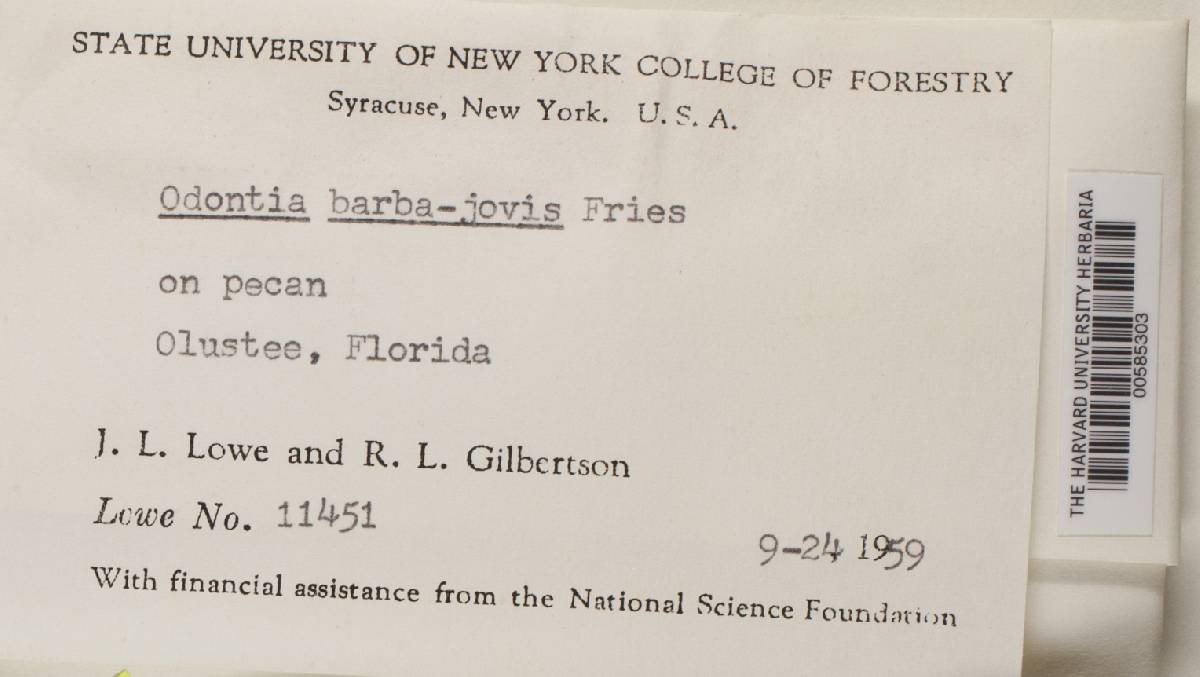 STATE UNIVERSITY OF NEW YORK COLLEGE OF FORESTRY
Syracuse, New York. U. S. A.
Odontia barba-jovis Fries
on pecan
Olustee, Florida
J. L. Lowe and R. L. Gilbertson
Lowe No. 11451
9-24 1959
With financial assistance from the National Science Foundation
THE HARVARD UNIVERSITY HERBARIA
00585303